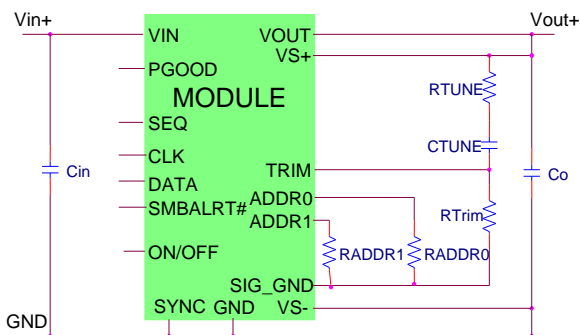 Vin+
Vout+
VIN
VOUT
VS+
PGOOD
RTUNE
MODULE
SEQ
CTUNE
CLK
TRIM
Cin
Co
DATA
ADDR0
SMBALRT#
RTrim
ADDR1
ON/OFF
RADDR1
RADDR0
SIG_GND
SYNC
GND
VS-
GND